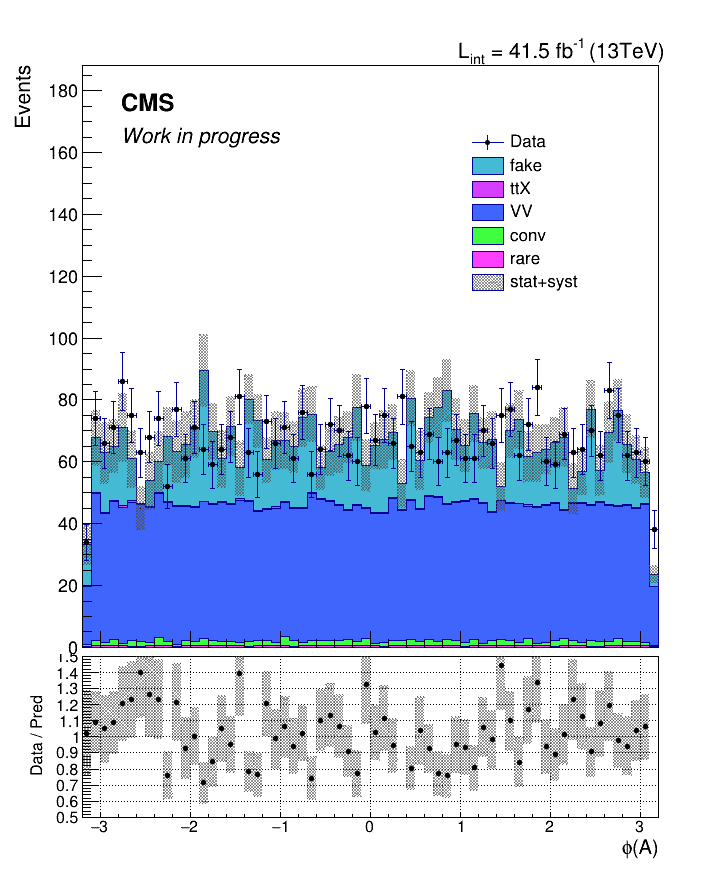 L_int = 41.5 fb^-1 (13TeV)
Events
CMS
Work in progress
Data
fake
ttX
VV
conv
rare
stat+syst
180
160
140
120
100
80
60
40
20
0
Data / Pred
1.5
1.4
1.3
1.2
1.1
1
0.9
0.8
0.7
0.6
0.5
−3 −2 −1 0 1 2 3
ϕ(A)